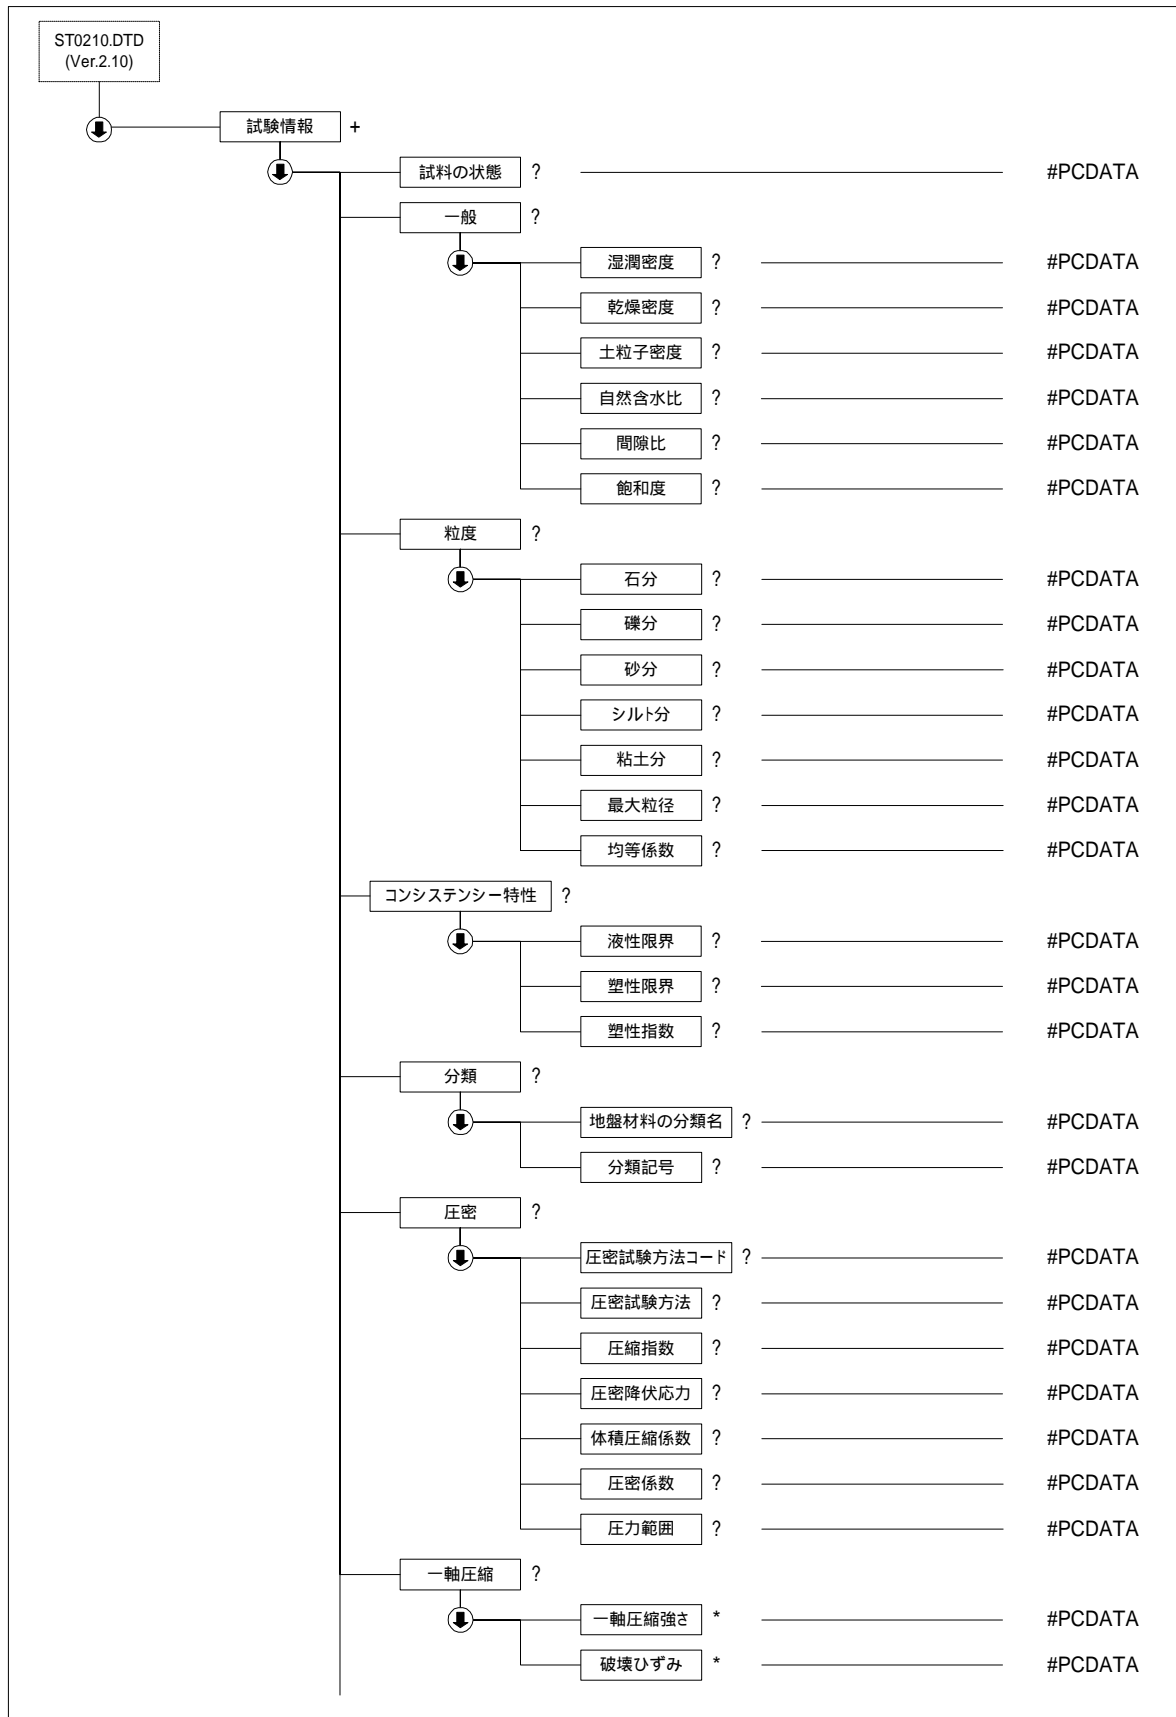 ST0210.DTD
(Ver.2.10)
試験情報 +
試料の状態 ? #PCDATA
一般 ?
湿潤密度 ? #PCDATA
乾燥密度 ? #PCDATA
土粒子密度 ? #PCDATA
自然含水比 ? #PCDATA
間隙比 ? #PCDATA
飽和度 ? #PCDATA
粒度 ?
石分 ? #PCDATA
礫分 ? #PCDATA
砂分 ? #PCDATA
シルト分 ? #PCDATA
粘土分 ? #PCDATA
最大粒径 ? #PCDATA
均等係数 ? #PCDATA
コンシステンシー特性 ?
液性限界 ? #PCDATA
塑性限界 ? #PCDATA
塑性指数 ? #PCDATA
分類 ?
地盤材料の分類名 ? #PCDATA
分類記号 ? #PCDATA
圧密 ?
圧密試験方法コード ? #PCDATA
圧密試験方法 ? #PCDATA
圧縮指数 ? #PCDATA
圧密降伏応力 ? #PCDATA
体積圧縮係数 ? #PCDATA
圧密係数 ? #PCDATA
圧力範囲 ? #PCDATA
一軸圧縮 ?
一軸圧縮強さ * #PCDATA
破壊ひずみ * #PCDATA